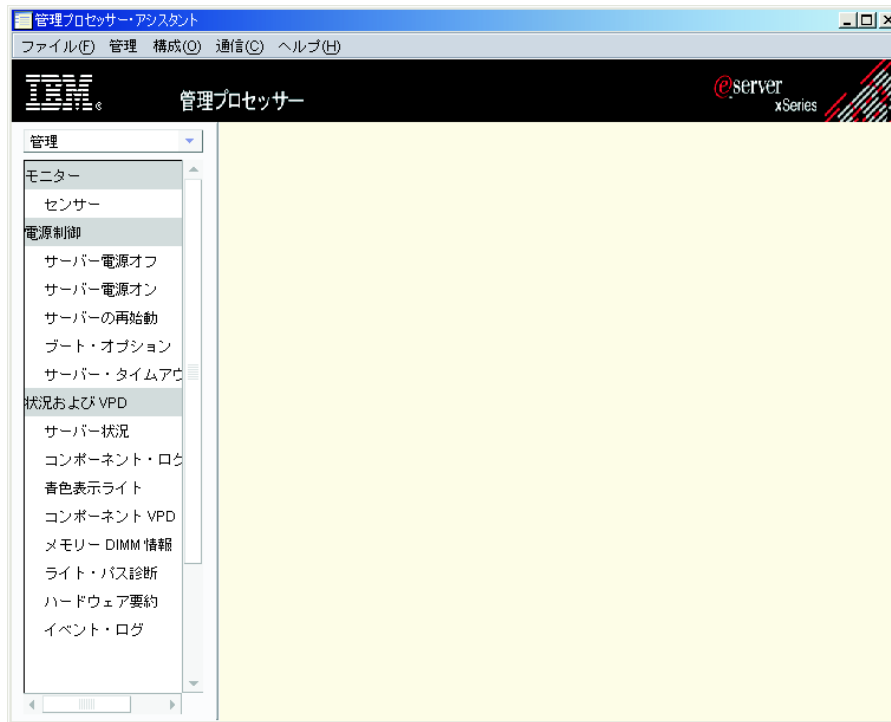 管理プロセッサー・アシスタント
ファイル(F) 管理 構成(O) 通信(C) ヘルプ(H)
IBM®
管理プロセッサー
@server
xSeries
管理
モニター
センサー
電源制御
サーバー電源オフ
サーバー電源オン
サーバーの再始動
ブート・オプション
サーバー・タイムアウ
状況および VPD
サーバー状況
コンポーネント・ログ
青色表示ライト
コンポーネント VPD
メモリー DIMM 情報
ライト・パス診断
ハードウェア要約
イベント・ログ